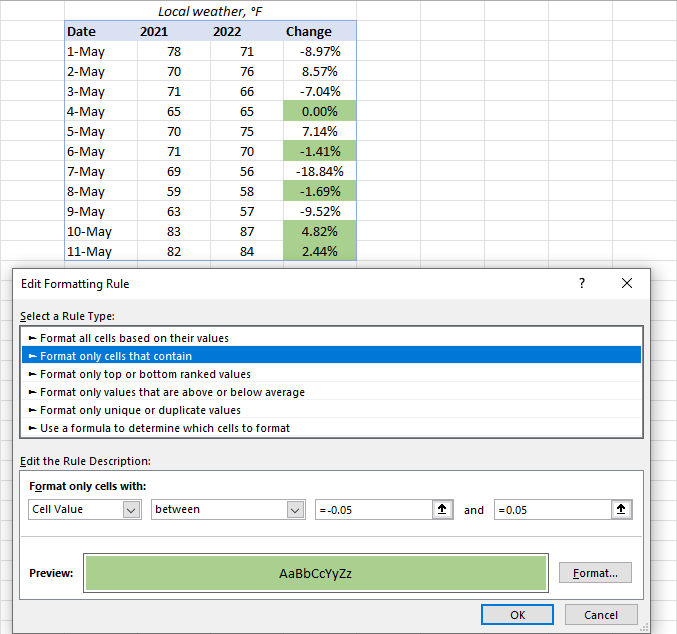 Local weather, °F
Date 2021 2022 Change
1-May 78 71 -8.97%
2-May 70 76 8.57%
3-May 71 66 -7.04%
4-May 65 65 0.00%
5-May 70 75 7.14%
6-May 71 70 -1.41%
7-May 69 56 -18.84%
8-May 59 58 -1.69%
9-May 63 57 -9.52%
10-May 83 87 4.82%
11-May 82 84 2.44%
Edit Formatting Rule ?
Select a Rule Type:
► Format all cells based on their values
► Format only cells that contain
► Format only top or bottom ranked values
► Format only values that are above or below average
► Format only unique or duplicate values
► Use a formula to determine which cells to format
Edit the Rule Description:
Format only cells with:
Cell Value between =-0.05 and =0.05
Preview: AaBbCcYyZz Format...
OK Cancel